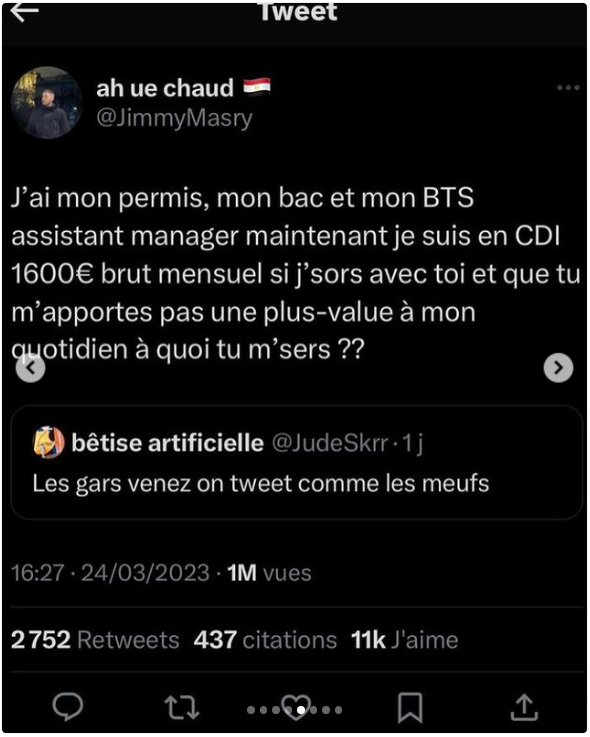 Tweet
ah ue chaud 🇪🇬
@JimmyMasry
J'ai mon permis, mon bac et mon BTS
assistant manager maintenant je suis en CDI
1600€ brut mensuel si j'sors avec toi et que tu
m'apportes pas une plus-value à mon
quotidien à quoi tu m'sers ??
bêtise artificielle @JudeSkrr · 1 j
Les gars venez on tweet comme les meufs
16:27 · 24/03/2023 · 1M vues
2 752 Retweets 437 citations 11k J'aime